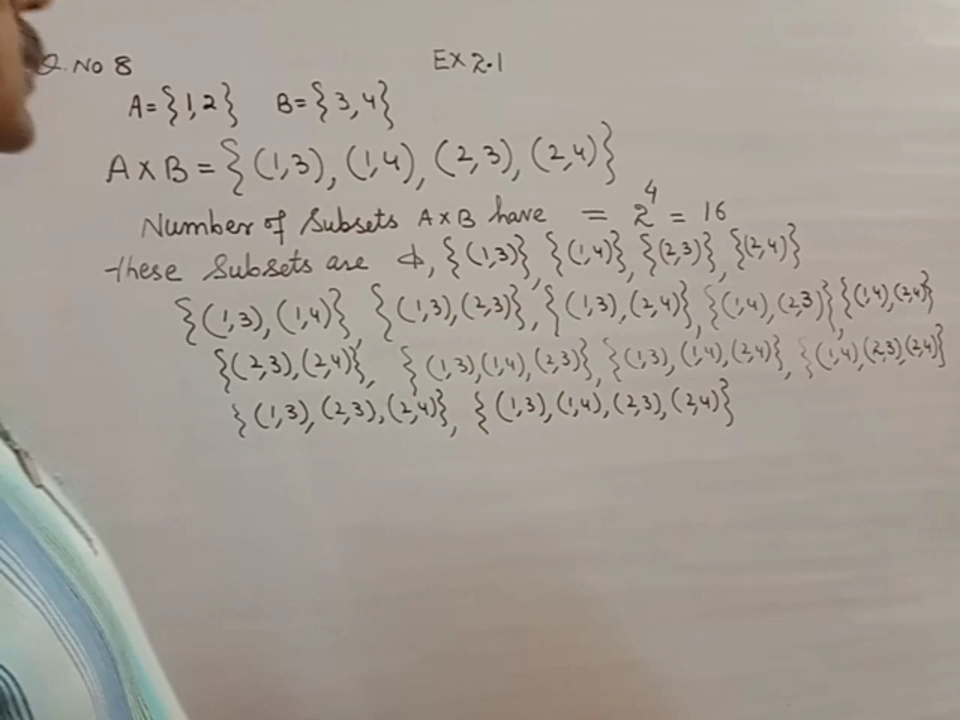 Q. No 8 EX 2.1
A = {1,2} B = {3,4}
A × B = {(1,3), (1,4), (2,3), (2,4)}
Number of Subsets A×B have = 2⁴ = 16
These Subsets are ϕ, {(1,3)}, {(1,4)}, {(2,3)}, {(2,4)}
{(1,3), (1,4)} {(1,3), (2,3)}, {(1,3), (2,4)}, {(1,4), (2,3)}, {(1,4), (2,4)}
{(2,3), (2,4)}, {(1,3)(1,4), (2,3)}, {(1,3), (1,4), (2,4)}, {(1,4), (2,3), (2,4)}
{(1,3), (2,3), (2,4)}, {(1,3), (1,4), (2,3), (2,4)}